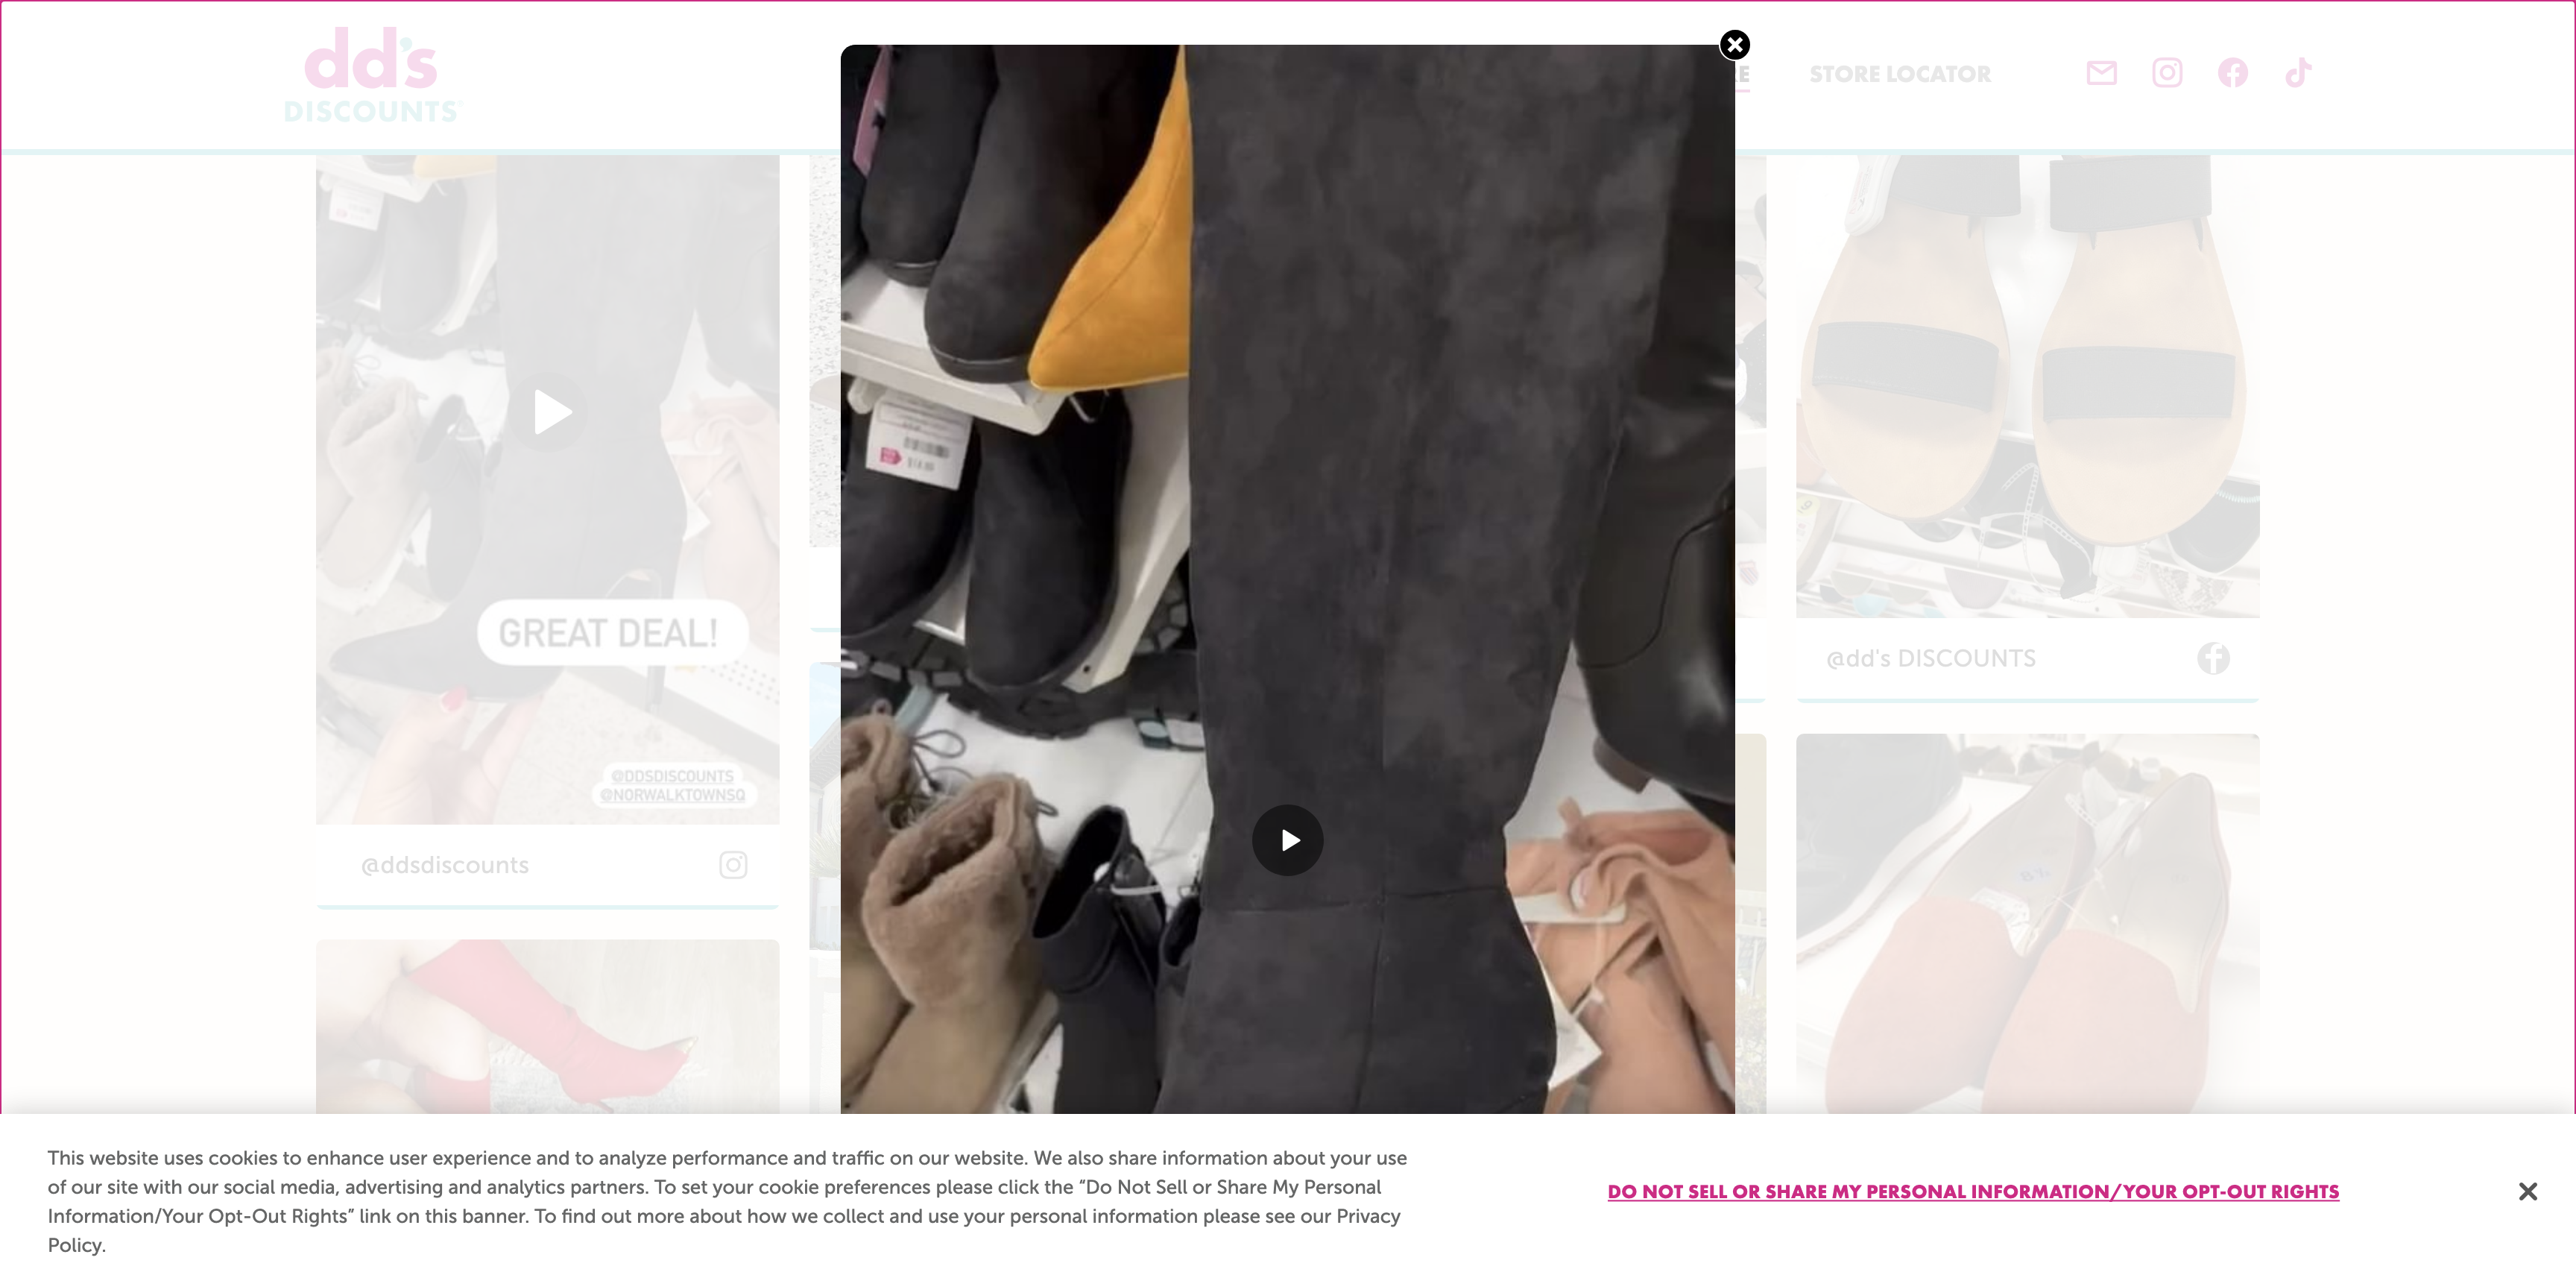 dd's
DISCOUNTS
RE
STORE LOCATOR
GREAT DEAL!
@DDSDISCOUNTS
@NORWALKTOWNSQ
@ddsdiscounts
@dd's DISCOUNTS
This website uses cookies to enhance user experience and to analyze performance and traffic on our website. We also share information about your use
of our site with our social media, advertising and analytics partners. To set your cookie preferences please click the “Do Not Sell or Share My Personal
Information/Your Opt-Out Rights” link on this banner. To find out more about how we collect and use your personal information please see our Privacy
Policy.
DO NOT SELL OR SHARE MY PERSONAL INFORMATION/YOUR OPT-OUT RIGHTS